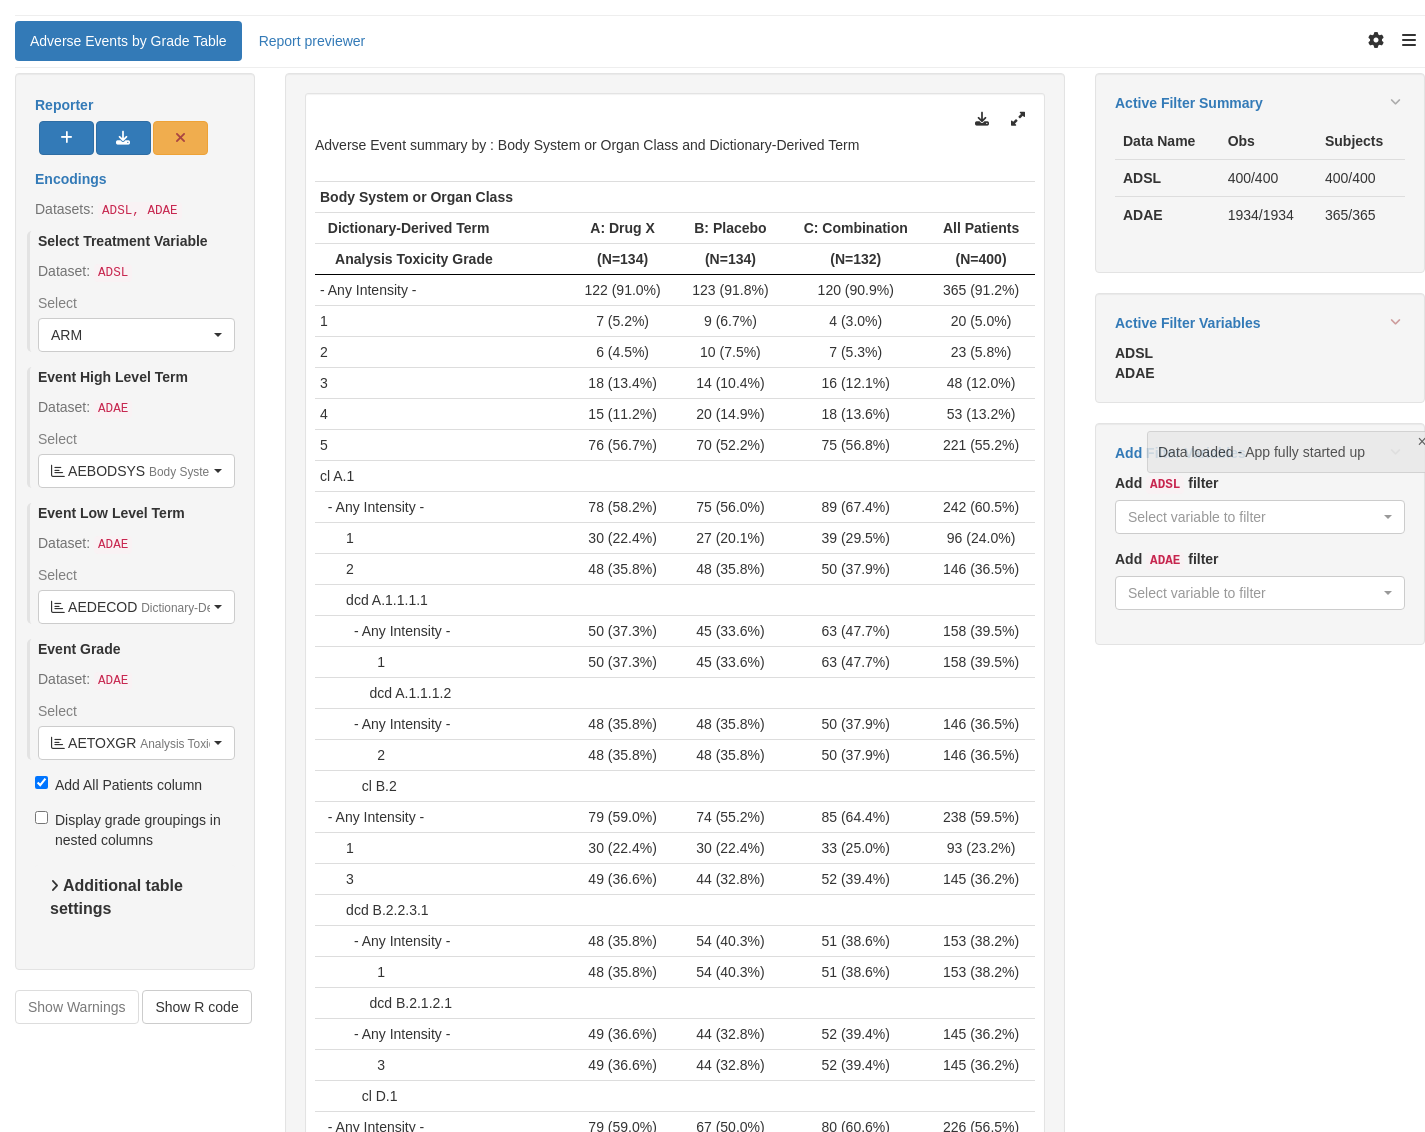 Adverse Events by Grade Table Report previewer
Reporter
Encodings
Datasets: ADSL, ADAE
Select Treatment Variable
Dataset: ADSL
Select
ARM
Event High Level Term
Dataset: ADAE
Select
AEBODSYS Body Syste
Event Low Level Term
Dataset: ADAE
Select
AEDECOD Dictionary-De
Event Grade
Dataset: ADAE
Select
AETOXGR Analysis Toxi
Add All Patients column
Display grade groupings in
nested columns
Additional table
settings
Show Warnings Show R code
Adverse Event summary by : Body System or Organ Class and Dictionary-Derived Term
Body System or Organ Class
Dictionary-Derived Term A: Drug X B: Placebo C: Combination All Patients
Analysis Toxicity Grade (N=134) (N=134) (N=132) (N=400)
- Any Intensity - 122 (91.0%) 123 (91.8%) 120 (90.9%) 365 (91.2%)
1 7 (5.2%) 9 (6.7%) 4 (3.0%) 20 (5.0%)
2 6 (4.5%) 10 (7.5%) 7 (5.3%) 23 (5.8%)
3 18 (13.4%) 14 (10.4%) 16 (12.1%) 48 (12.0%)
4 15 (11.2%) 20 (14.9%) 18 (13.6%) 53 (13.2%)
5 76 (56.7%) 70 (52.2%) 75 (56.8%) 221 (55.2%)
cl A.1
- Any Intensity - 78 (58.2%) 75 (56.0%) 89 (67.4%) 242 (60.5%)
1 30 (22.4%) 27 (20.1%) 39 (29.5%) 96 (24.0%)
2 48 (35.8%) 48 (35.8%) 50 (37.9%) 146 (36.5%)
dcd A.1.1.1.1
- Any Intensity - 50 (37.3%) 45 (33.6%) 63 (47.7%) 158 (39.5%)
1 50 (37.3%) 45 (33.6%) 63 (47.7%) 158 (39.5%)
dcd A.1.1.1.2
- Any Intensity - 48 (35.8%) 48 (35.8%) 50 (37.9%) 146 (36.5%)
2 48 (35.8%) 48 (35.8%) 50 (37.9%) 146 (36.5%)
cl B.2
- Any Intensity - 79 (59.0%) 74 (55.2%) 85 (64.4%) 238 (59.5%)
1 30 (22.4%) 30 (22.4%) 33 (25.0%) 93 (23.2%)
3 49 (36.6%) 44 (32.8%) 52 (39.4%) 145 (36.2%)
dcd B.2.2.3.1
- Any Intensity - 48 (35.8%) 54 (40.3%) 51 (38.6%) 153 (38.2%)
1 48 (35.8%) 54 (40.3%) 51 (38.6%) 153 (38.2%)
dcd B.2.1.2.1
- Any Intensity - 49 (36.6%) 44 (32.8%) 52 (39.4%) 145 (36.2%)
3 49 (36.6%) 44 (32.8%) 52 (39.4%) 145 (36.2%)
cl D.1
- Any Intensity - 79 (59.0%) 67 (50.0%) 80 (60.6%) 226 (56.5%)
Active Filter Summary
Data Name Obs Subjects
ADSL 400/400 400/400
ADAE 1934/1934 365/365
Active Filter Variables
ADSL
ADAE
Add
Data loaded - App fully started up
Add ADSL filter
Select variable to filter
Add ADAE filter
Select variable to filter